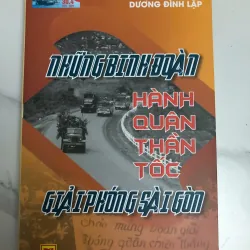 DƯƠNG ĐÌNH LẬP
NHỮNG BINH ĐOÀN
HÀNH
QUÂN
THẦN
TỐC
GIẢI PHÓNG SÀI GÒN